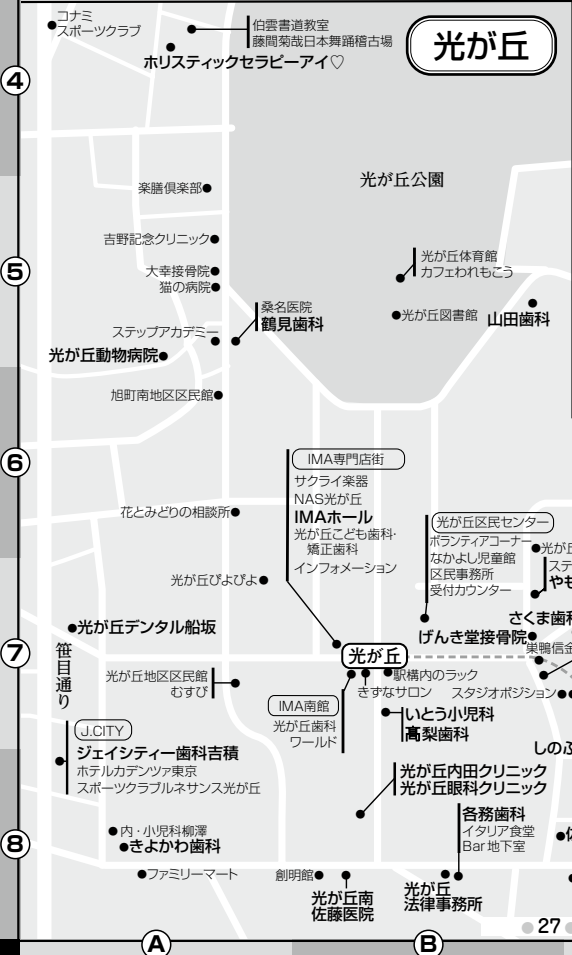 コナミ
スポーツクラブ
伯雲書道教室
藤間菊哉日本舞踊稽古場
ホリスティックセラピーアイ♡
光が丘
④
楽膳倶楽部
光が丘公園
吉野記念クリニック
⑤
大幸接骨院
猫の病院
光が丘体育館
カフェわれもこう
桑名医院
鶴見歯科
光が丘図書館
山田歯科
ステップアカデミー
光が丘動物病院
旭町南地区区民館
⑥
IMA専門店街
サクライ楽器
NAS光が丘
IMAホール
光が丘こども歯科・
矯正歯科
インフォメーション
花とみどりの相談所
光が丘区民センター
ボランティアコーナー
なかよし児童館
区民事務所
受付カウンター
光が丘ぴよぴよ
光が丘デンタル船坂
げんき堂接骨院
⑦
笹目通り
光が丘
駅構内のラック
きずなサロン
スタジオポジション
光が丘地区区民館
むすび
IMA南館
光が丘歯科
ワールド
いとう小児科
高梨歯科
J.CITY
ジェイシティー歯科吉積
ホテルカデンツァ東京
スポーツクラブルネサンス光が丘
光が丘内田クリニック
光が丘眼科クリニック
各務歯科
イタリア食堂
Bar 地下室
⑧
内・小児科柳澤
きよかわ歯科
ファミリーマート
創明館
光が丘南
佐藤医院
光が丘
法律事務所
27
Ⓐ
Ⓑ